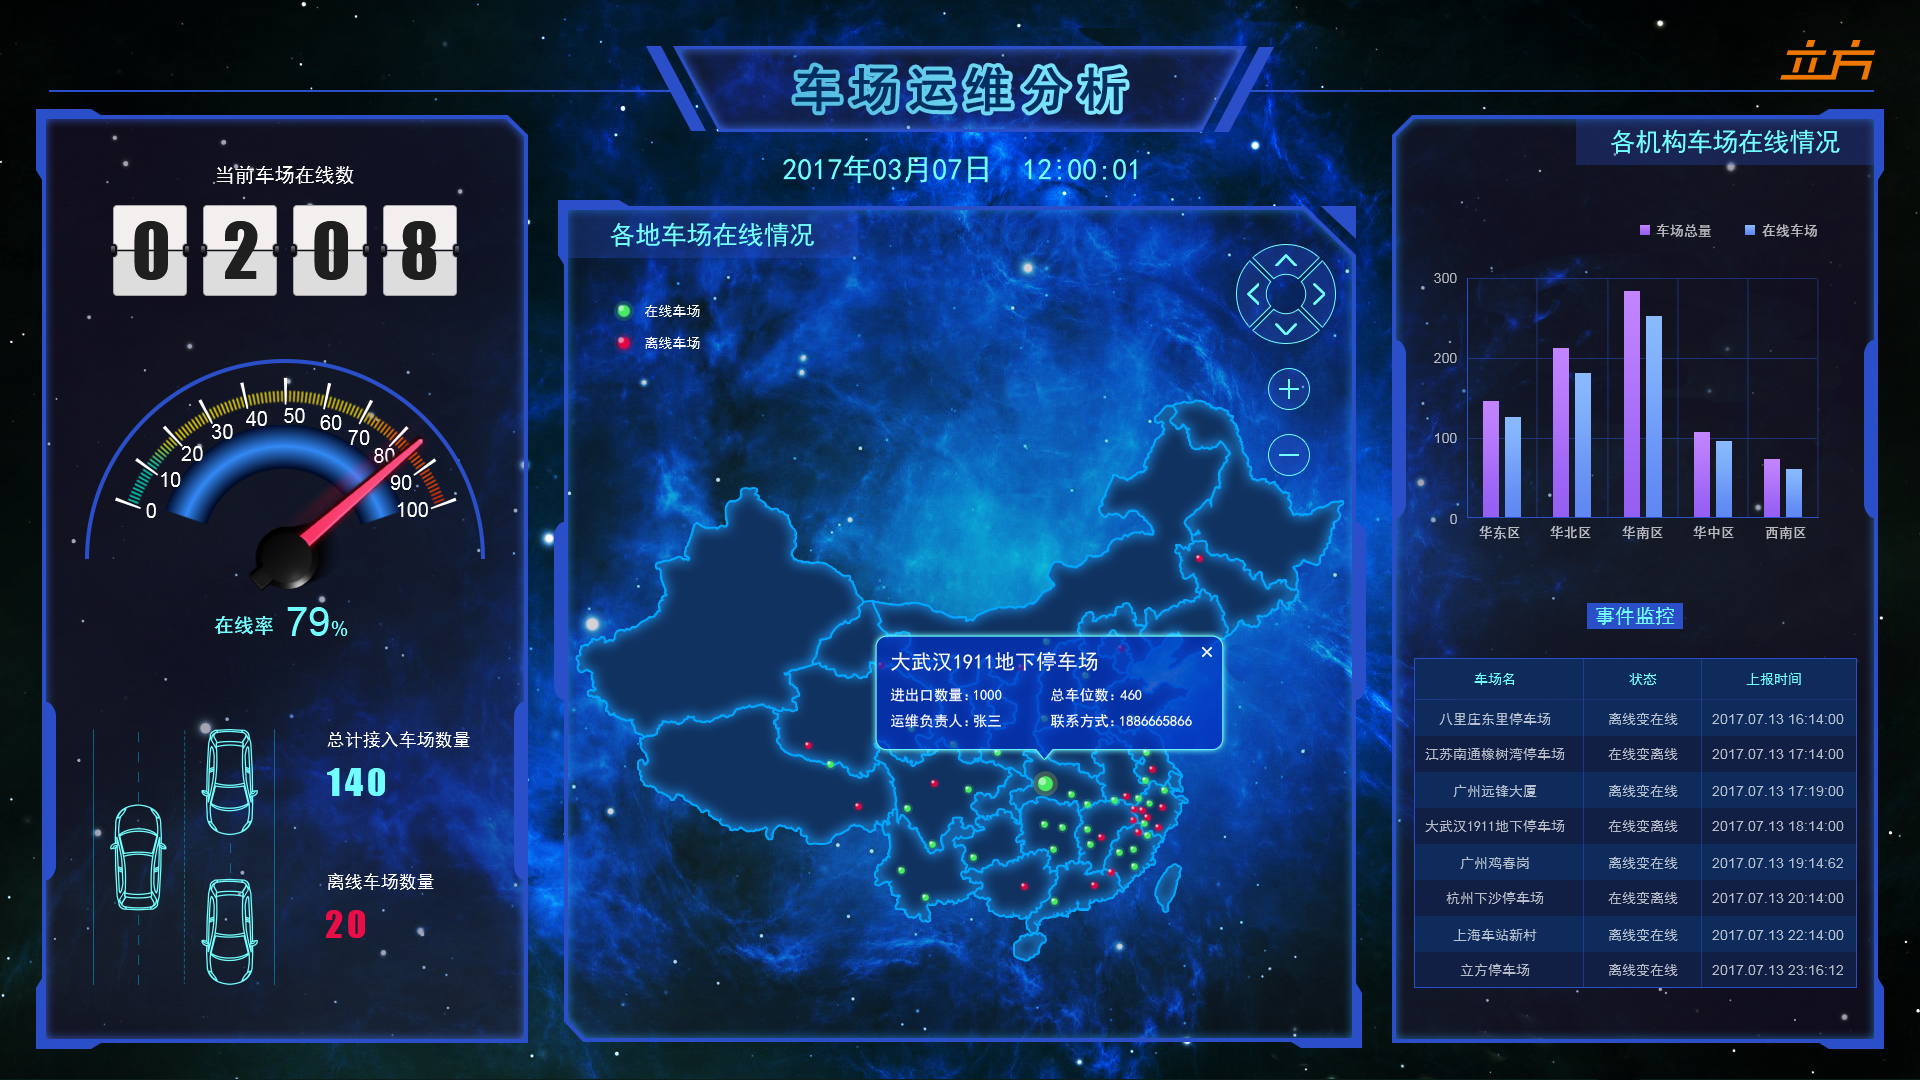 车场运维分析
立方
2017年03月07日 12:00:01
当前车场在线数
0 2 0 8
0 10 20 30 40 50 60 70 80 90 100
在线率 79%
总计接入车场数量
140
离线车场数量
20
各地车场在线情况
在线车场
离线车场
大武汉1911地下停车场 ×
进出口数量: 1000 总车位数: 460
运维负责人: 张三 联系方式: 1886665866
各机构车场在线情况
车场总量 在线车场
300
200
100
0
华东区 华北区 华南区 华中区 西南区
事件监控
车场名 状态 上报时间
八里庄东里停车场 离线变在线 2017.07.13 16:14:00
江苏南通橡树湾停车场 在线变离线 2017.07.13 17:14:00
广州远锋大厦 离线变在线 2017.07.13 17:19:00
大武汉1911地下停车场 在线变离线 2017.07.13 18:14:00
广州鸡春岗 离线变在线 2017.07.13 19:14:62
杭州下沙停车场 在线变离线 2017.07.13 20:14:00
上海车站新村 离线变在线 2017.07.13 22:14:00
立方停车场 离线变在线 2017.07.13 23:16:12